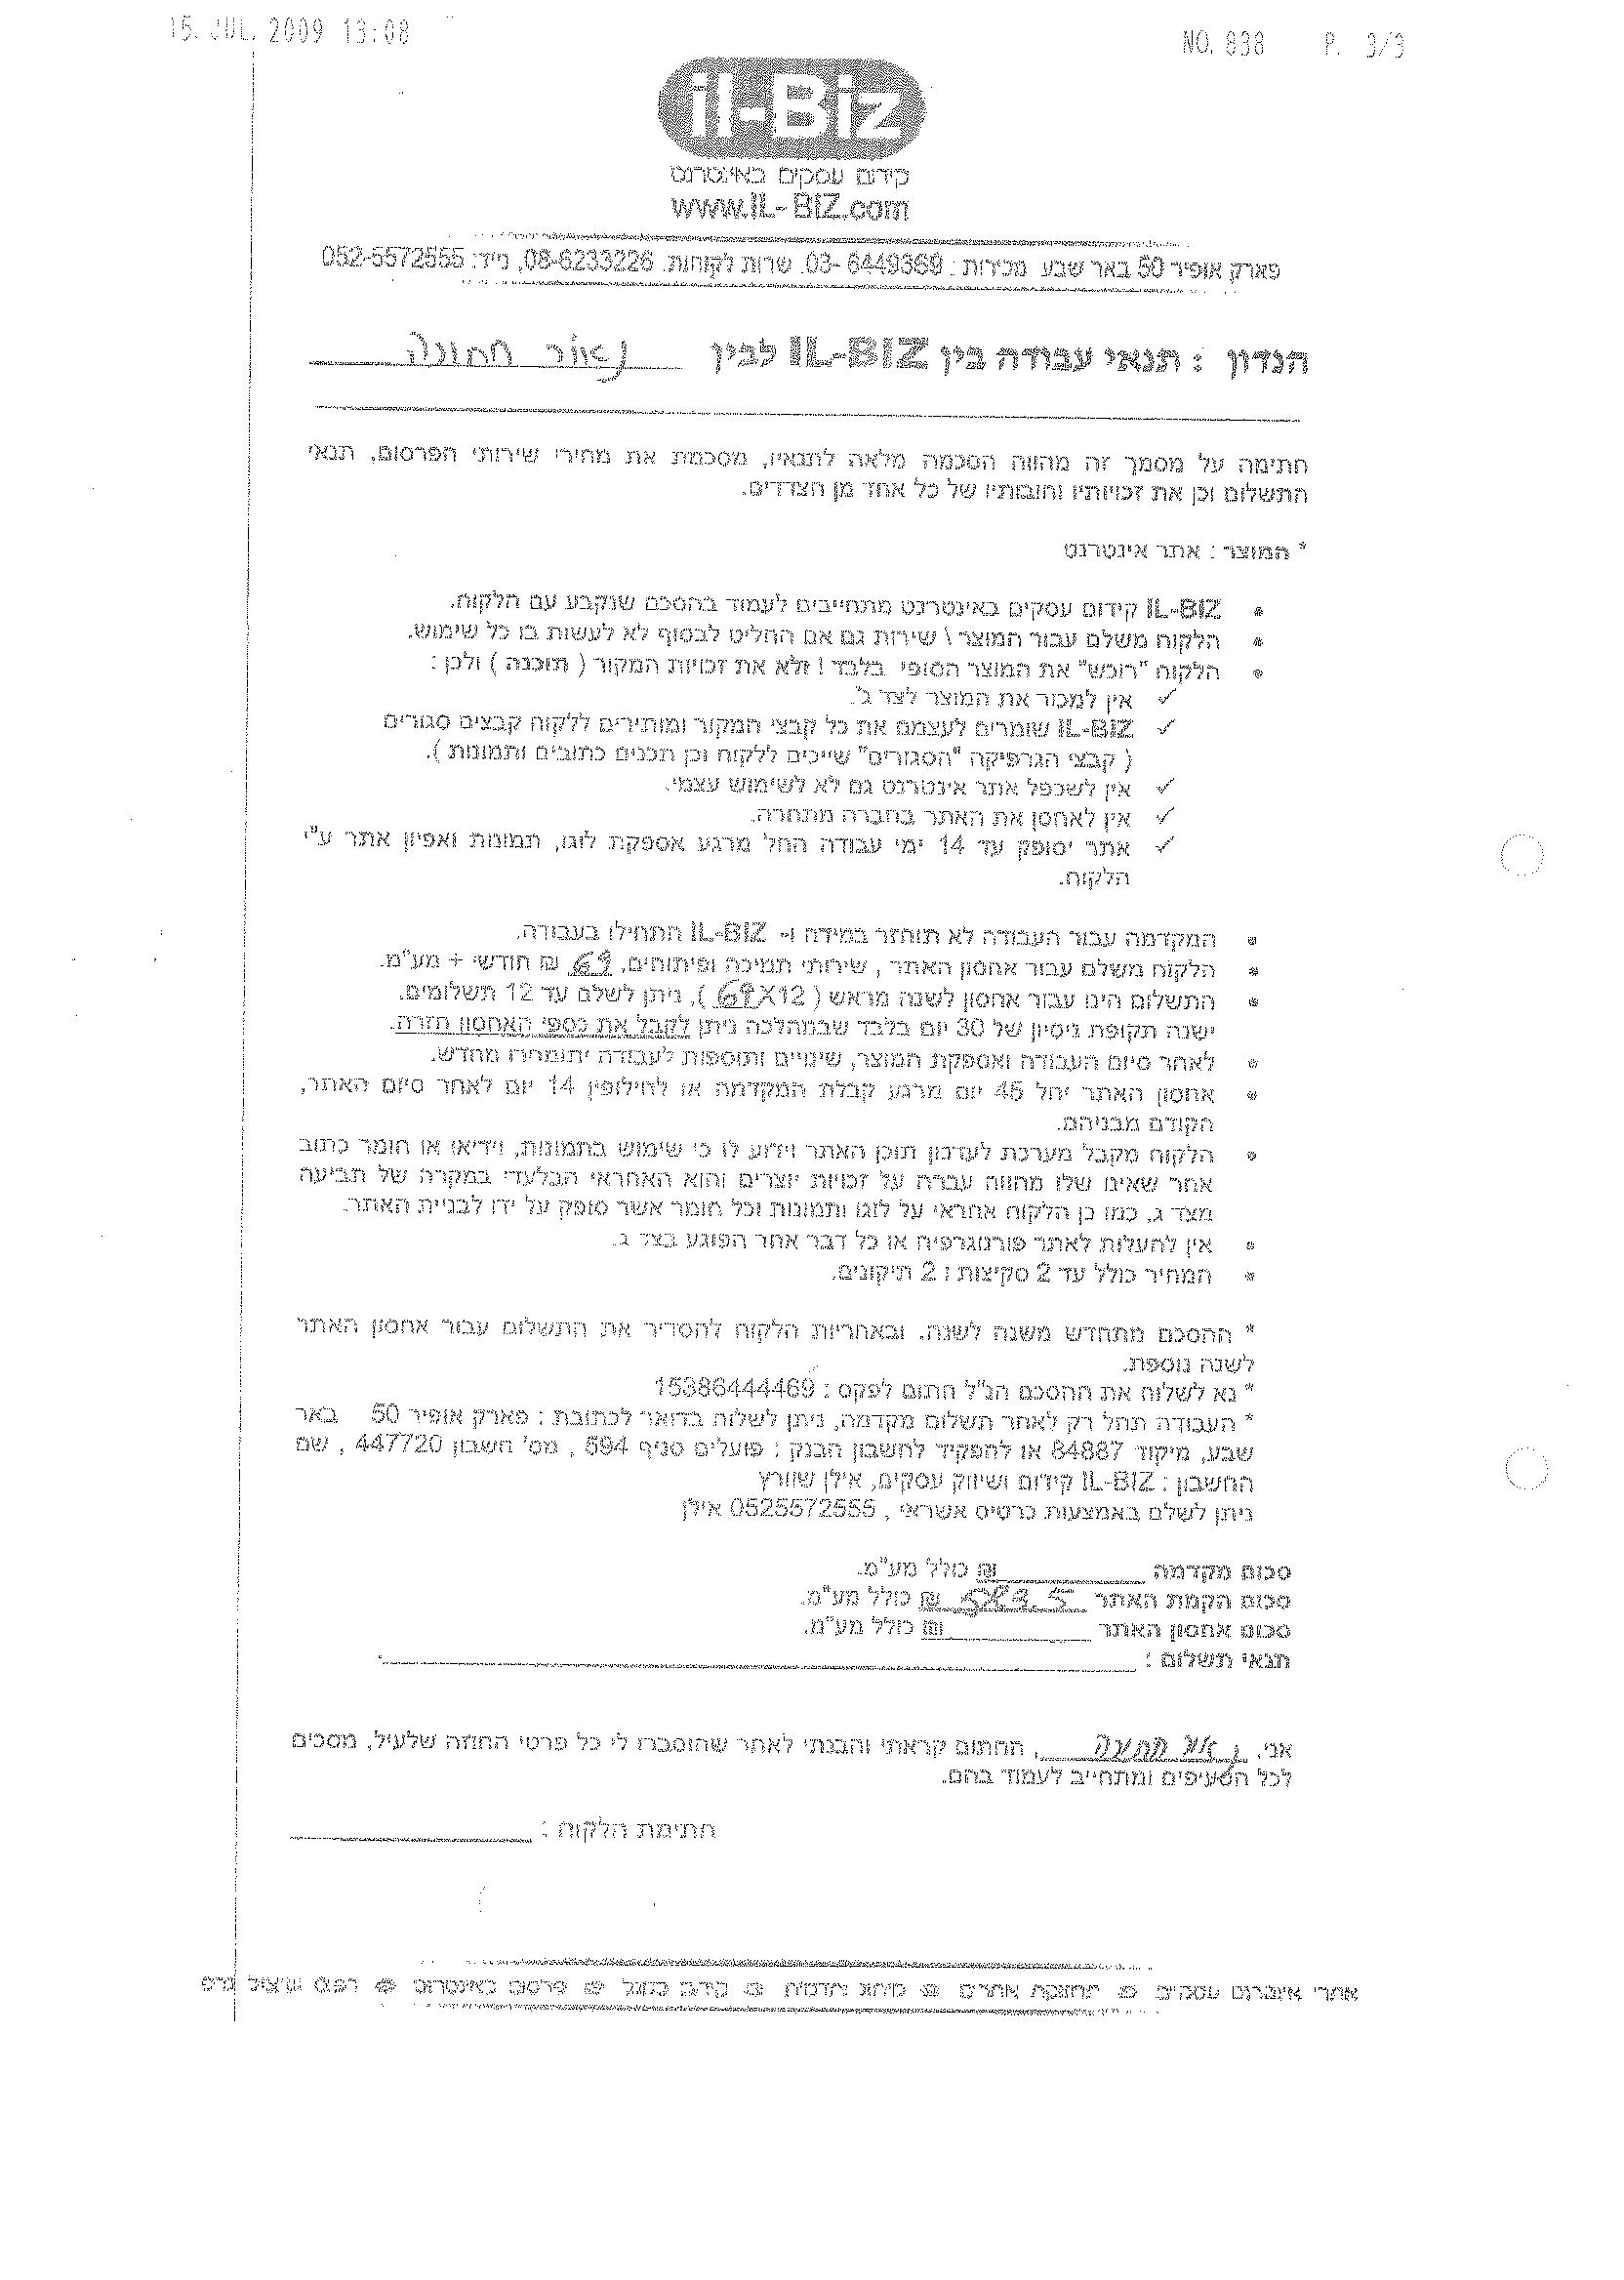 15. JUL. 2009 13:08
NO. 838 P. 3/3
il-Biz
קידום עסקים באינטרנט
www.IL-BIZ.com
פארק אופיר 50 באר שבע מכירות : 03- 6449369. שרות לקוחות. 08-6233226, נייד: 052-5572555
הנדון : תנאי עבודה בין IL-BIZ לבין חתונה
חתימה על מסמך זה מהווה הסכמה מלאה לתנאיו, מסכמת את מחירי שירותי הפרסום, תנאי
התשלום וכן את זכויותיו וחובותיו של כל אחד מן הצדדים.
* המוצר : אתר אינטרנט
IL-BIZ קידום עסקים באינטרנט מתחייבים לעמוד בהסכם שנקבע עם הלקוח.
הלקוח משלם עבור המוצר \ שירות גם אם החליט לבסוף לא לעשות בו כל שימוש.
הלקוח "רוכש" את המוצר הסופי בלבד ! ולא את זכויות המקור ( תוכנה ) ולכן :
✓ אין למכור את המוצר לצד ג'.
✓ IL-BIZ שומרים לעצמם את כל קבצי המקור ומותירים ללקוח קבצים סגורים
( קבצי הגרפיקה "הסגורים" שייכים ללקוח וכן תכנים כתובים ותמונות ).
✓ אין לשכפל אתר אינטרנט גם לא לשימוש עצמי.
✓ אין לאחסן את האתר בחברה מתחרה.
✓ אתר יסופק עד 14 ימי עבודה החל מרגע אספקת לוגו, תמונות ואפיון אתר ע"י
הלקוח.
המקדמה עבור העבודה לא תוחזר במידה ו- IL-BIZ התחילו בעבודה.
הלקוח משלם עבור אחסון האתר , שירותי תמיכה ופיתוחים, 69 ₪ חודשי + מע"מ.
התשלום הינו עבור אחסון לשנה מראש ( 69X12 ), ניתן לשלם עד 12 תשלומים.
ישנה תקופת ניסיון של 30 יום בלבד שבמהלכה ניתן לקבל את כספי האחסון חזרה.
לאחר סיום העבודה ואספקת המוצר, שינויים ותוספות לעבודה יתומחרו מחדש.
אחסון האתר יחל 45 יום מרגע קבלת המקדמה או לחילופין 14 יום לאחר סיום האתר,
הקודם מבניהם.
הלקוח מקבל מערכת לעדכון תוכן האתר וידוע לו כי שימוש בתמונות, וידיאו או חומר כתוב
אחר שאינו שלו מהווה עברה על זכויות יוצרים והוא האחראי הבלעדי במקרה של תביעה
מצד ג, כמו כן הלקוח אחראי על לוגו ותמונות וכל חומר אשר סופק על ידו לבניית האתר.
אין להעלות לאתר פורנוגרפיה או כל דבר אחר הפוגע בצד ג.
המחיר כולל עד 2 סקיצות ו 2 תיקונים.
* ההסכם מתחדש משנה לשנה. ובאחריות הלקוח להסדיר את התשלום עבור אחסון האתר
לשנה נוספת.
* נא לשלוח את ההסכם הנ"ל חתום לפקס : 15386444469
* העבודה תחל רק לאחר תשלום מקדמה, ניתן לשלוח בדואר לכתובת : פארק אופיר 50 באר
שבע, מיקוד 84887 או להפקיד לחשבון הבנק : פועלים סניף 594 , מס' חשבון 447720 , שם
החשבון : IL-BIZ קידום ושיווק עסקים, אילן שוורץ
ניתן לשלם באמצעות כרטיס אשראי , 0525572555 אילן
סכום מקדמה ₪ כולל מע"מ.
סכום הקמת האתר ₪ כולל מע"מ.
סכום אחסון האתר ₪ כולל מע"מ.
תנאי תשלום :
אני, , החתום קראתי והבנתי לאחר שהוסברו לי כל פרטי החוזה שלעיל, מסכים
לכל הסעיפים ומתחייב לעמוד בהם.
חתימת הלקוח :
אתרי אינטרנט עסקיים תחזוקת אתרים מיתוג ותדמית קידום בגוגל פרסום באינטרנט